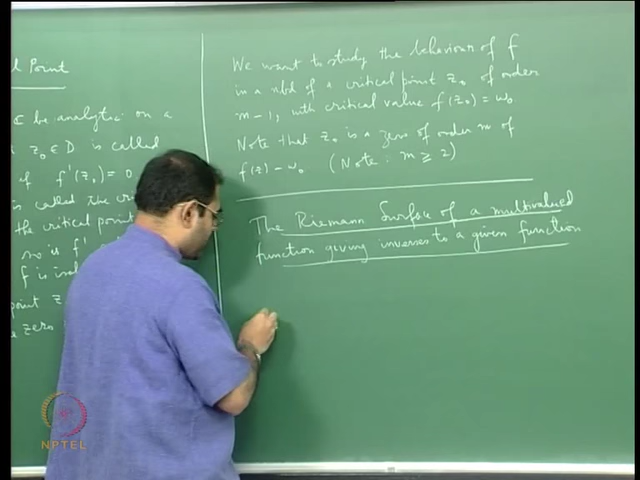 l Point
ℂ be analytic on a
z₀ ∈ D is called
if f'(z₀) = 0
is called the cr
the critical point
so is f'
f is
point z
zero
We want to study the behaviour of f
in a nbd of a critical point z₀ of order
m-1, with critical value f(z₀) = w₀
Note that z₀ is a zero of order m of
f(z) - w₀ (Note: m ≥ 2)
The Riemann Surface of a multivalued
function giving inverses to a given function
NPTEL